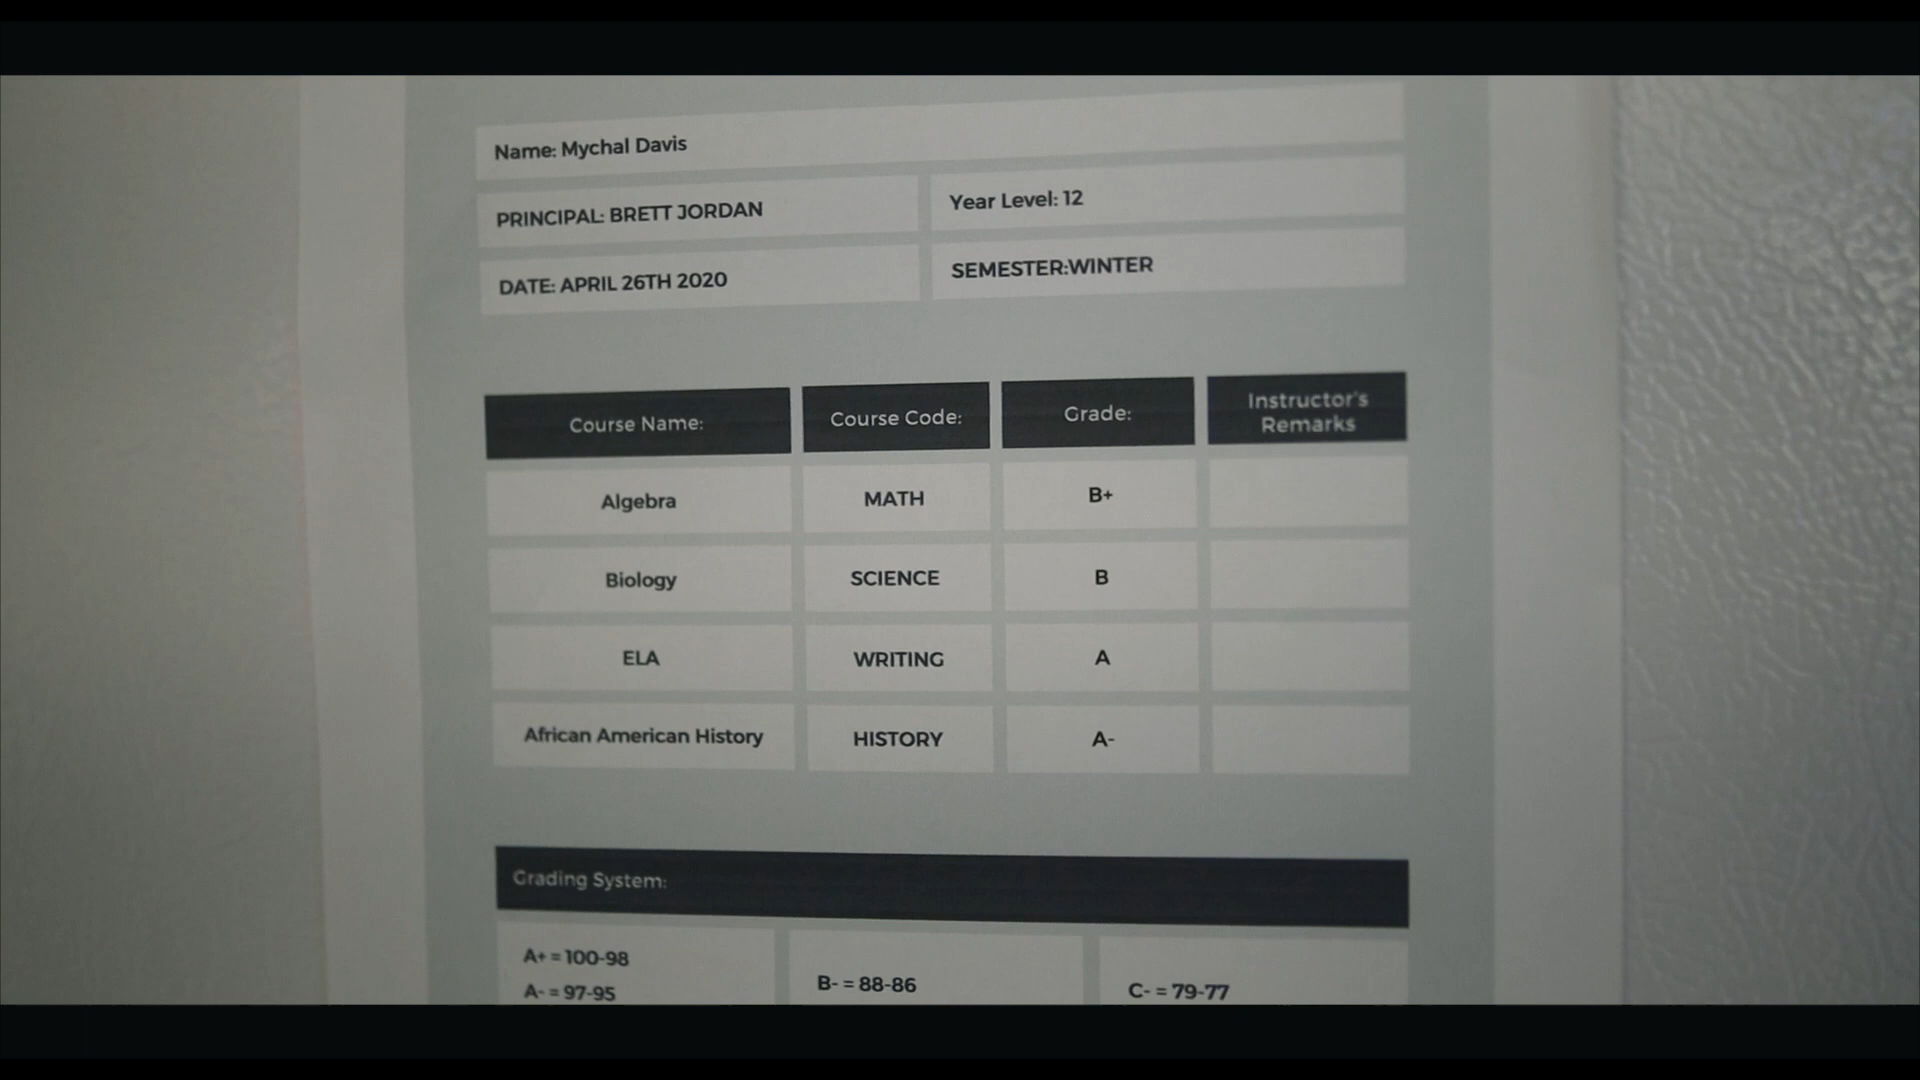 Name: Mychal Davis
PRINCIPAL: BRETT JORDAN
Year Level: 12
DATE: APRIL 26TH 2020
SEMESTER:WINTER
Course Name:
Course Code:
Grade:
Instructor's
Remarks
Algebra
MATH
B+
Biology
SCIENCE
B
ELA
WRITING
A
African American History
HISTORY
A-
Grading System:
A+ = 100-98
A- = 97-95
B- = 88-86
C- = 79-77